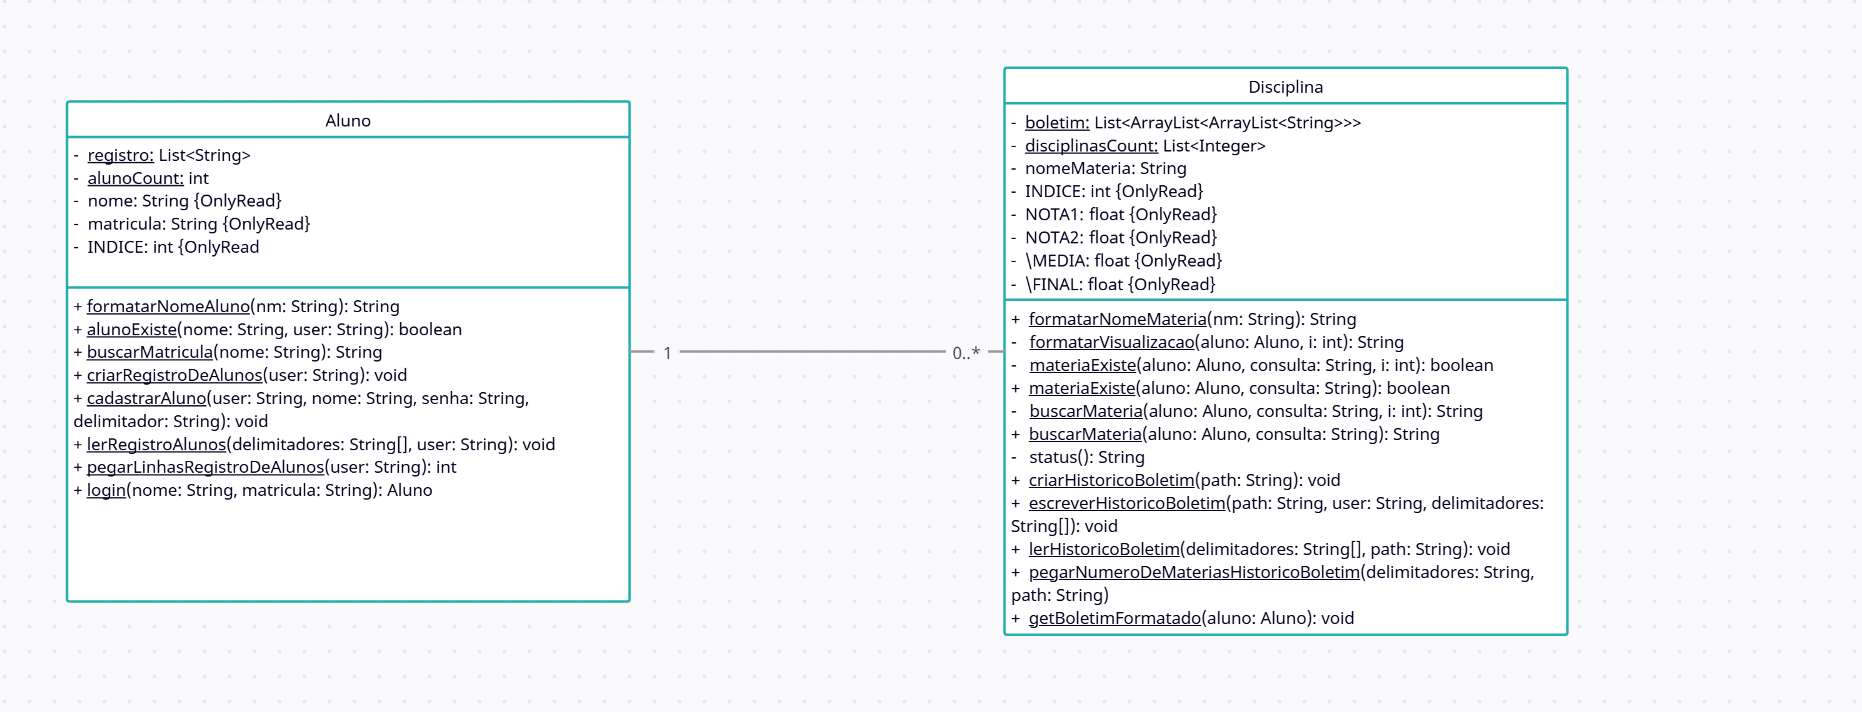 Aluno
- registro: List<String>
- alunoCount: int
- nome: String {OnlyRead}
- matricula: String {OnlyRead}
- INDICE: int {OnlyRead
+ formatarNomeAluno(nm: String): String
+ alunoExiste(nome: String, user: String): boolean
+ buscarMatricula(nome: String): String
+ criarRegistroDeAlunos(user: String): void
+ cadastrarAluno(user: String, nome: String, senha: String,
delimitador: String): void
+ lerRegistroAlunos(delimitadores: String[], user: String): void
+ pegarLinhasRegistroDeAlunos(user: String): int
+ login(nome: String, matricula: String): Aluno
1
0..*
Disciplina
- boletim: List<ArrayList<ArrayList<String>>>
- disciplinasCount: List<Integer>
- nomeMateria: String
- INDICE: int {OnlyRead}
- NOTA1: float {OnlyRead}
- NOTA2: float {OnlyRead}
- \MEDIA: float {OnlyRead}
- \FINAL: float {OnlyRead}
+ formatarNomeMateria(nm: String): String
- formatarVisualizacao(aluno: Aluno, i: int): String
- materiaExiste(aluno: Aluno, consulta: String, i: int): boolean
+ materiaExiste(aluno: Aluno, consulta: String): boolean
- buscarMateria(aluno: Aluno, consulta: String, i: int): String
+ buscarMateria(aluno: Aluno, consulta: String): String
- status(): String
+ criarHistoricoBoletim(path: String): void
+ escreverHistoricoBoletim(path: String, user: String, delimitadores:
String[]): void
+ lerHistoricoBoletim(delimitadores: String[], path: String): void
+ pegarNumeroDeMateriasHistoricoBoletim(delimitadores: String,
path: String)
+ getBoletimFormatado(aluno: Aluno): void